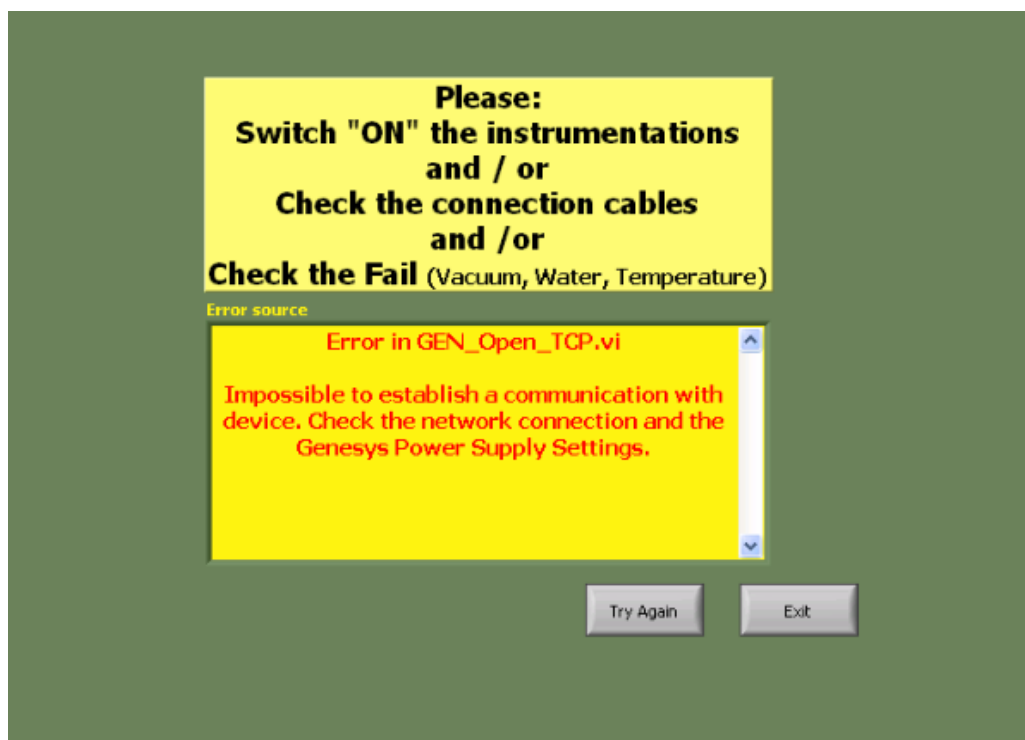 Please:
Switch "ON" the instrumentations
and / or
Check the connection cables
and /or
Check the Fail (Vacuum, Water, Temperature)
Error source
Error in GEN_Open_TCP.vi
Impossible to establish a communication with
device. Check the network connection and the
Genesys Power Supply Settings.
Try Again
Exit